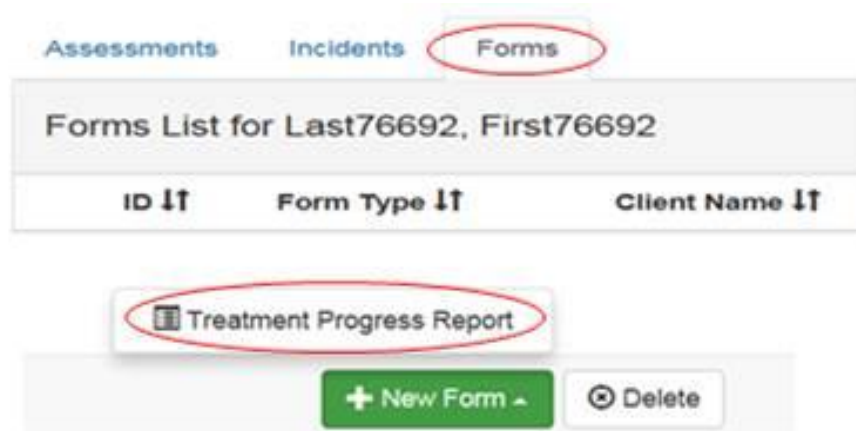 Assessments Incidents Forms
Forms List for Last76692, First76692
ID Form Type Client Name
Treatment Progress Report
New Form Delete